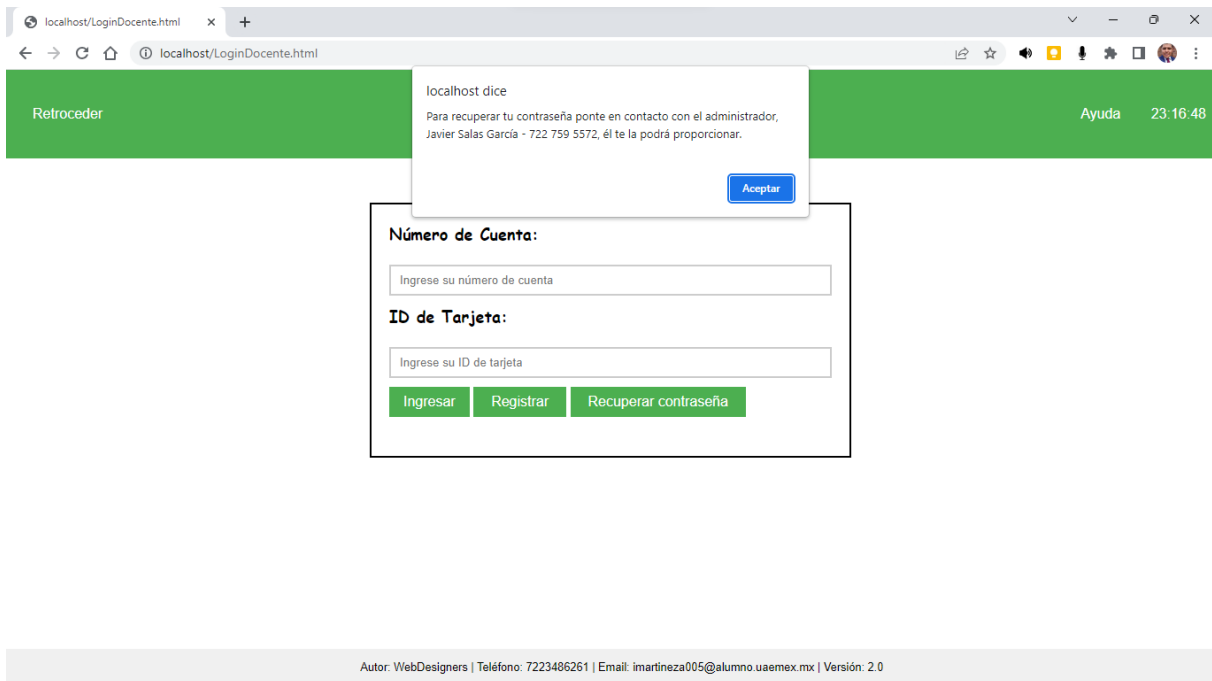 localhost/LoginDocente.html
localhost/LoginDocente.html
Retroceder
Ayuda
23:16:48
localhost dice
Para recuperar tu contraseña ponte en contacto con el administrador,
Javier Salas García - 722 759 5572, él te la podrá proporcionar.
Aceptar
Número de Cuenta:
Ingrese su número de cuenta
ID de Tarjeta:
Ingrese su ID de tarjeta
Ingresar Registrar Recuperar contraseña
Autor: WebDesigners | Teléfono: 7223486261 | Email: imartineza005@alumno.uaemex.mx | Versión: 2.0